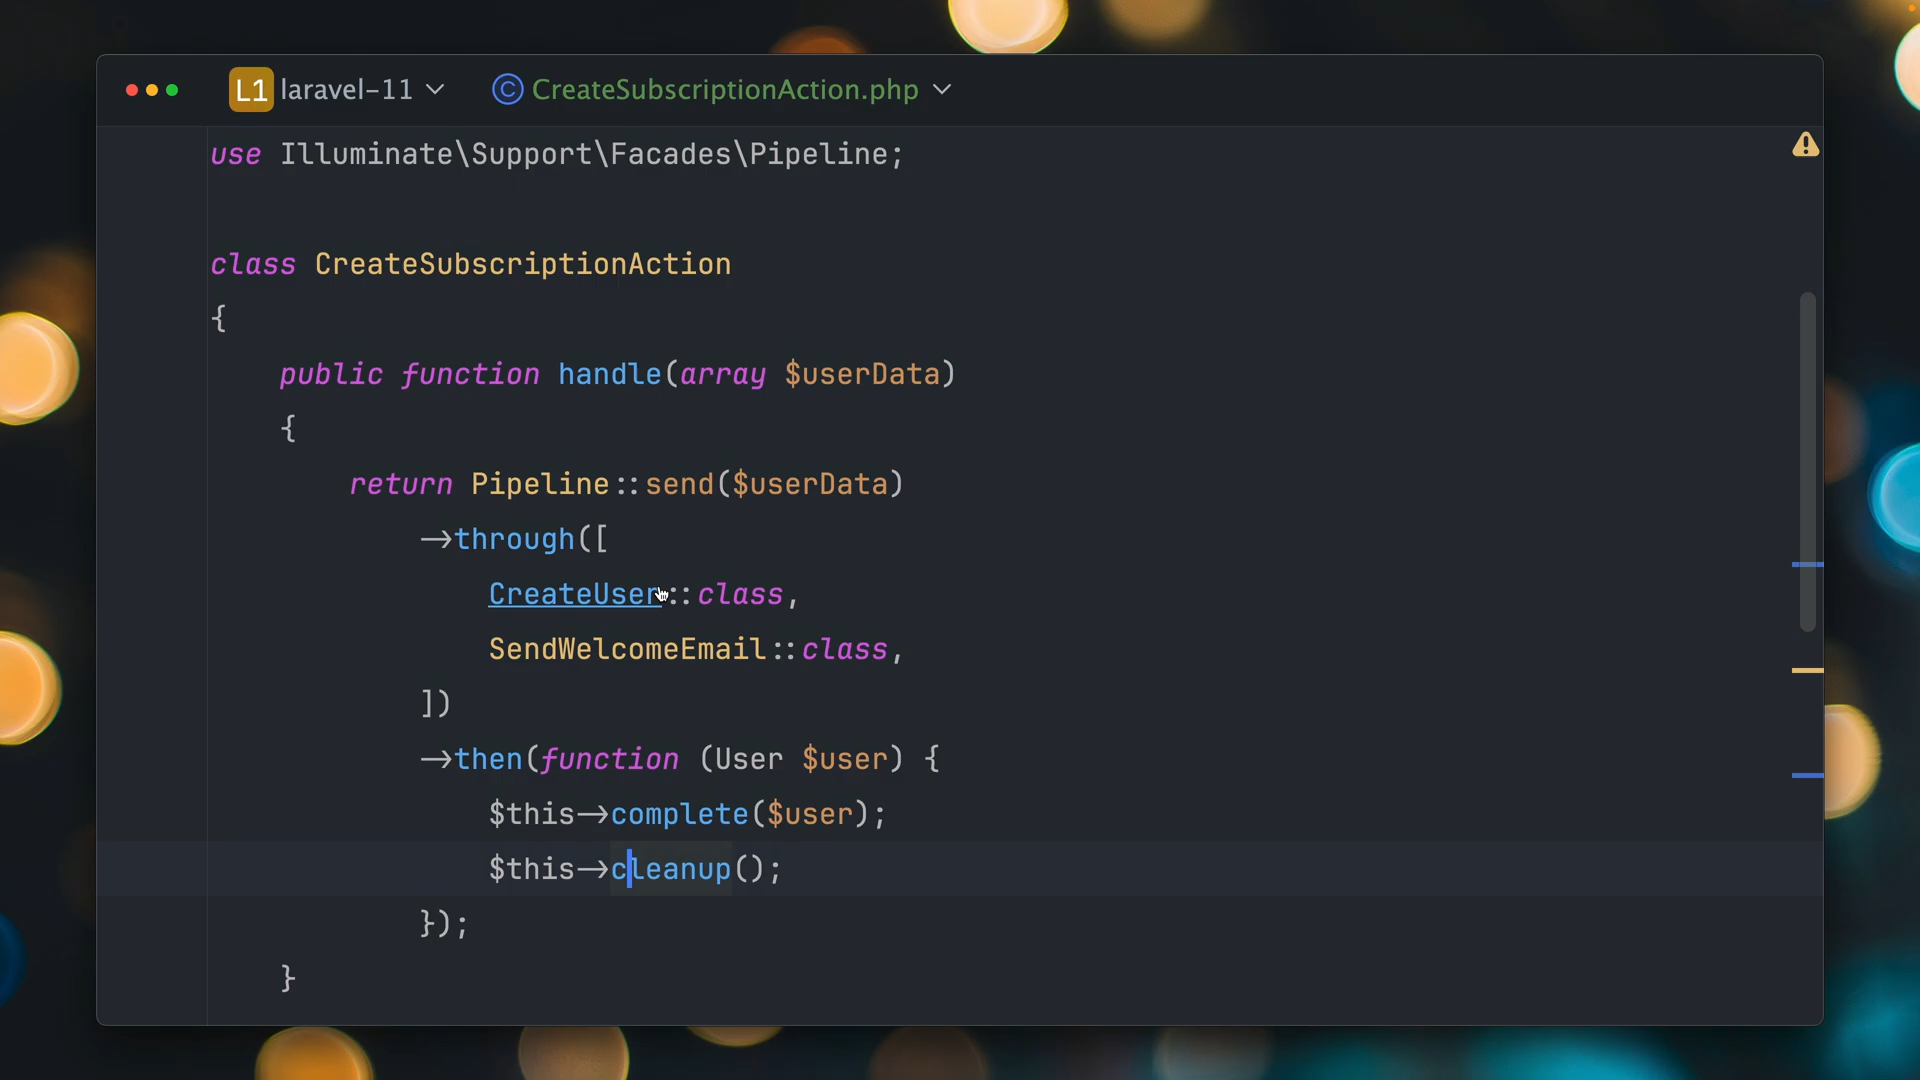 L1 laravel-11 CreateSubscriptionAction.php
use Illuminate\Support\Facades\Pipeline;
class CreateSubscriptionAction
{
public function handle(array $userData)
{
return Pipeline::send($userData)
->through([
CreateUser::class,
SendWelcomeEmail::class,
])
->then(function (User $user) {
$this->complete($user);
$this->cleanup();
});
}